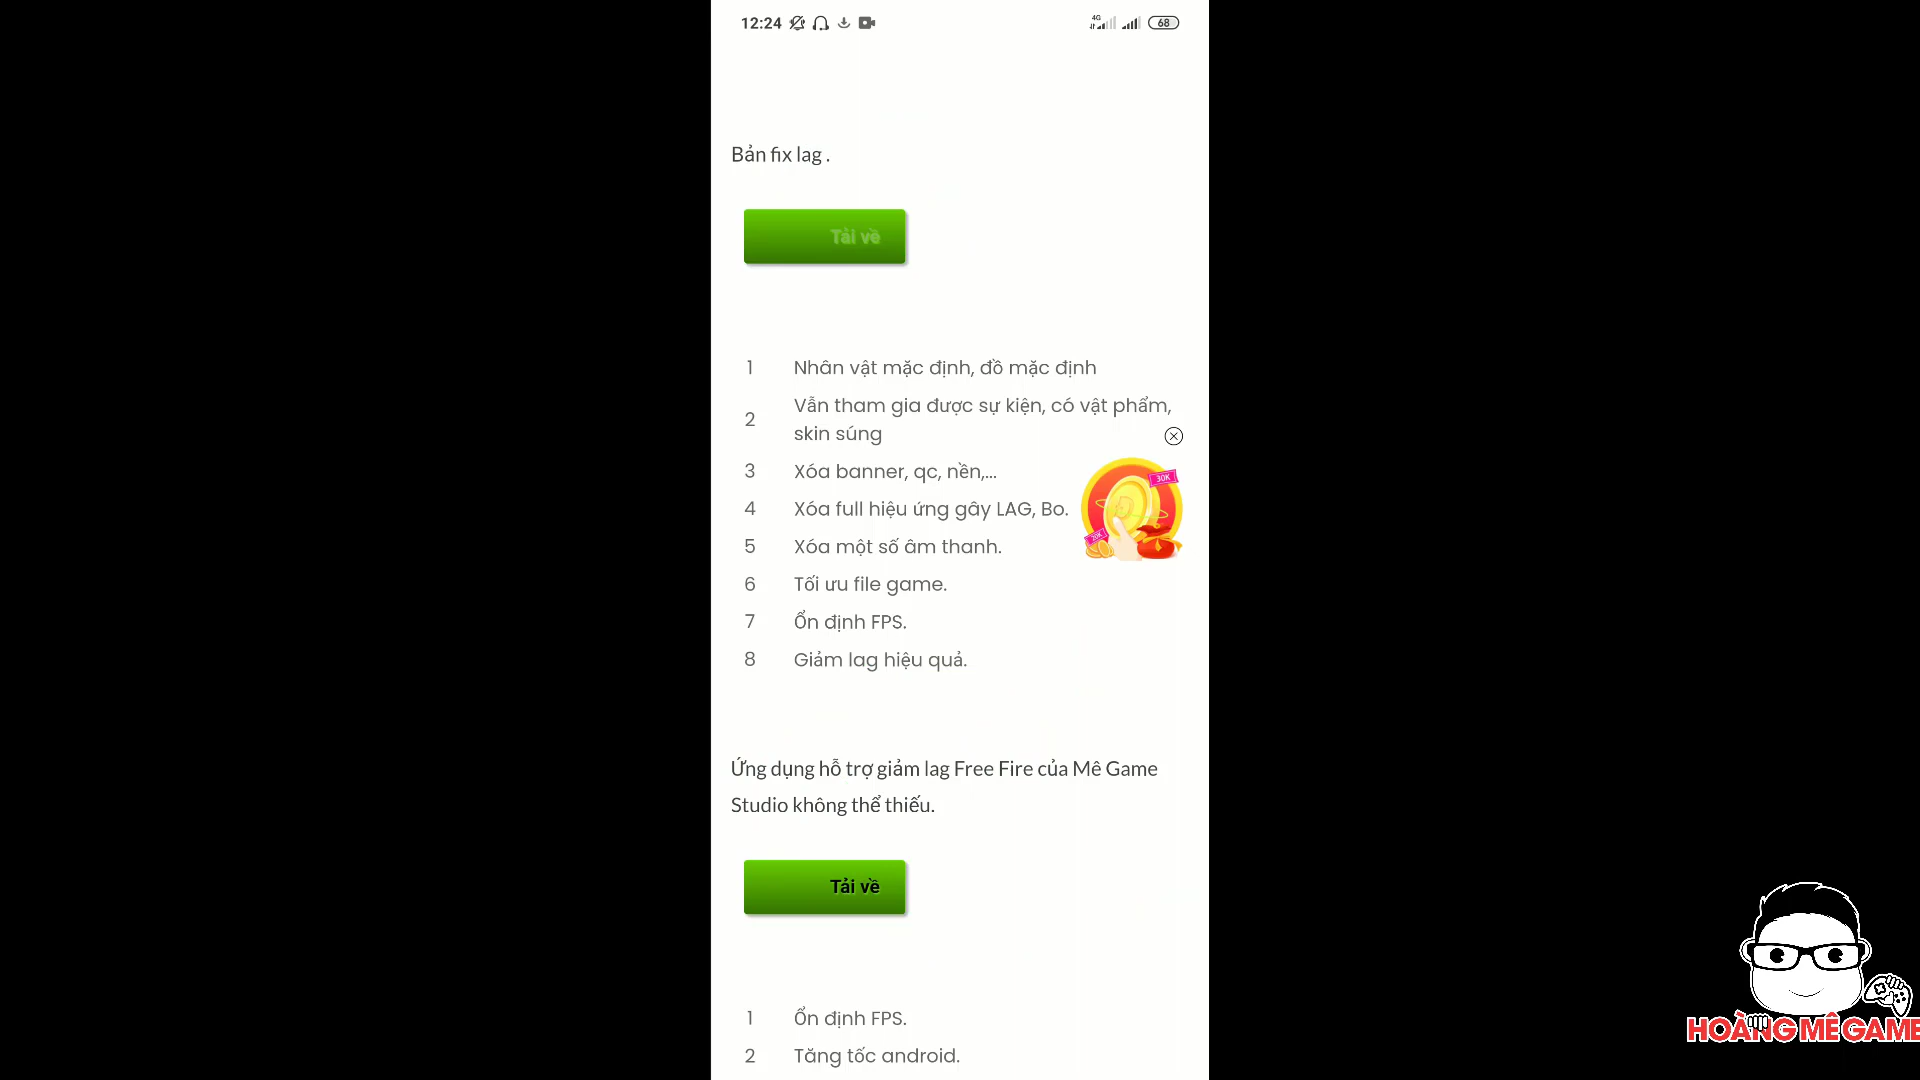 12:24
4G
68
Bản fix lag .
Tải về
1 Nhân vật mặc định, đồ mặc định
2 Vẫn tham gia được sự kiện, có vật phẩm,
skin súng
3 Xóa banner, qc, nền,...
30K
4 Xóa full hiệu ứng gây LAG, Bo.
20K
5 Xóa một số âm thanh.
6 Tối ưu file game.
7 Ổn định FPS.
8 Giảm lag hiệu quả.
Ứng dụng hỗ trợ giảm lag Free Fire của Mê Game
Studio không thể thiếu.
Tải về
1 Ổn định FPS.
2 Tăng tốc android.
HOÀNG MÊ GAME